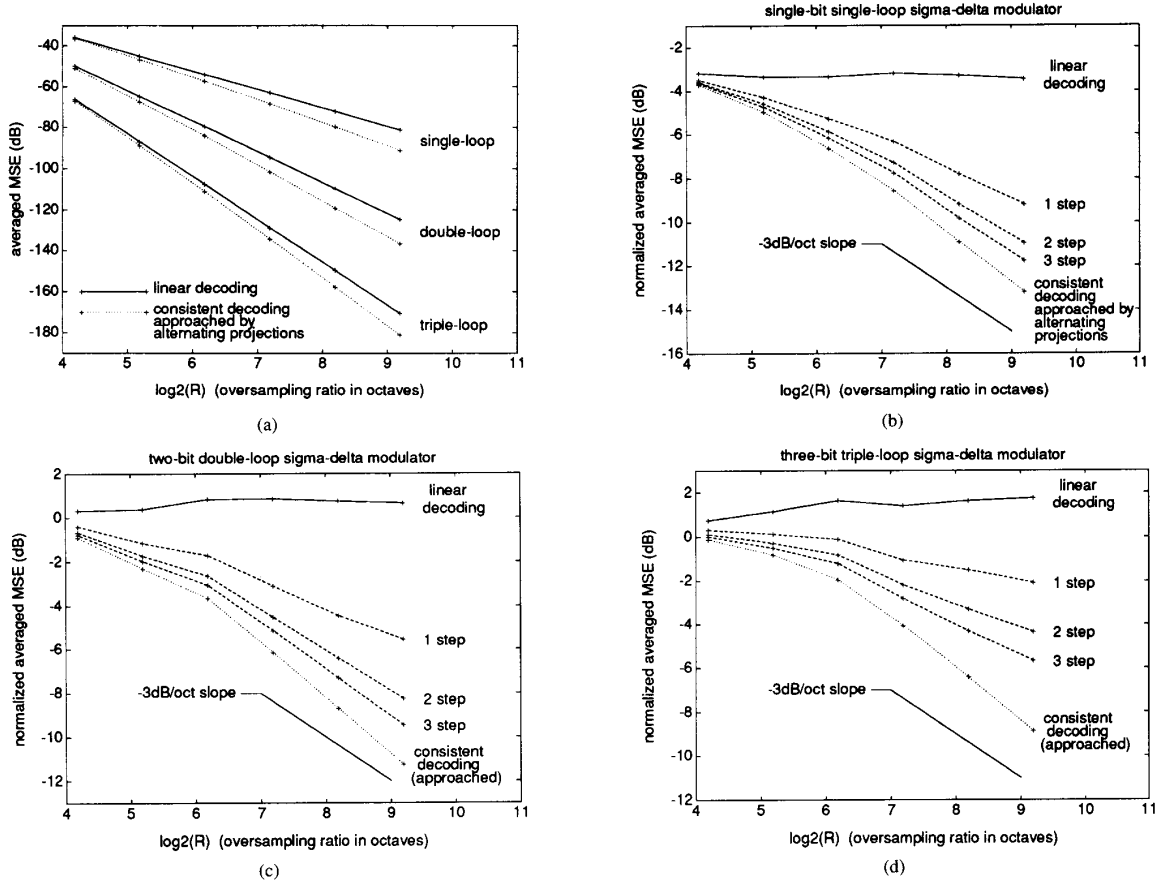 -40
-60
-80
-100
-120
-140
-160
-180
averaged MSE (dB)
single-loop
double-loop
triple-loop
linear decoding
consistent decoding
approached by
alternating projections
4 5 6 7 8 9 10 11
log2(R) (oversampling ratio in octaves)
(a)
single-bit single-loop sigma-delta modulator
-2
-4
-6
-8
-10
-12
-14
-16
normalized averaged MSE (dB)
linear
decoding
1 step
2 step
3 step
consistent
decoding
approached by
alternating
projections
-3dB/oct slope
4 5 6 7 8 9 10 11
log2(R) (oversampling ratio in octaves)
(b)
two-bit double-loop sigma-delta modulator
2
0
-2
-4
-6
-8
-10
-12
normalized averaged MSE (dB)
linear
decoding
1 step
2 step
3 step
consistent
decoding
(approached)
-3dB/oct slope
4 5 6 7 8 9 10 11
log2(R) (oversampling ratio in octaves)
(c)
three-bit triple-loop sigma-delta modulator
2
0
-2
-4
-6
-8
-10
-12
normalized averaged MSE (dB)
linear
decoding
1 step
2 step
3 step
consistent
decoding
(approached)
-3dB/oct slope
4 5 6 7 8 9 10 11
log2(R) (oversampling ratio in octaves)
(d)